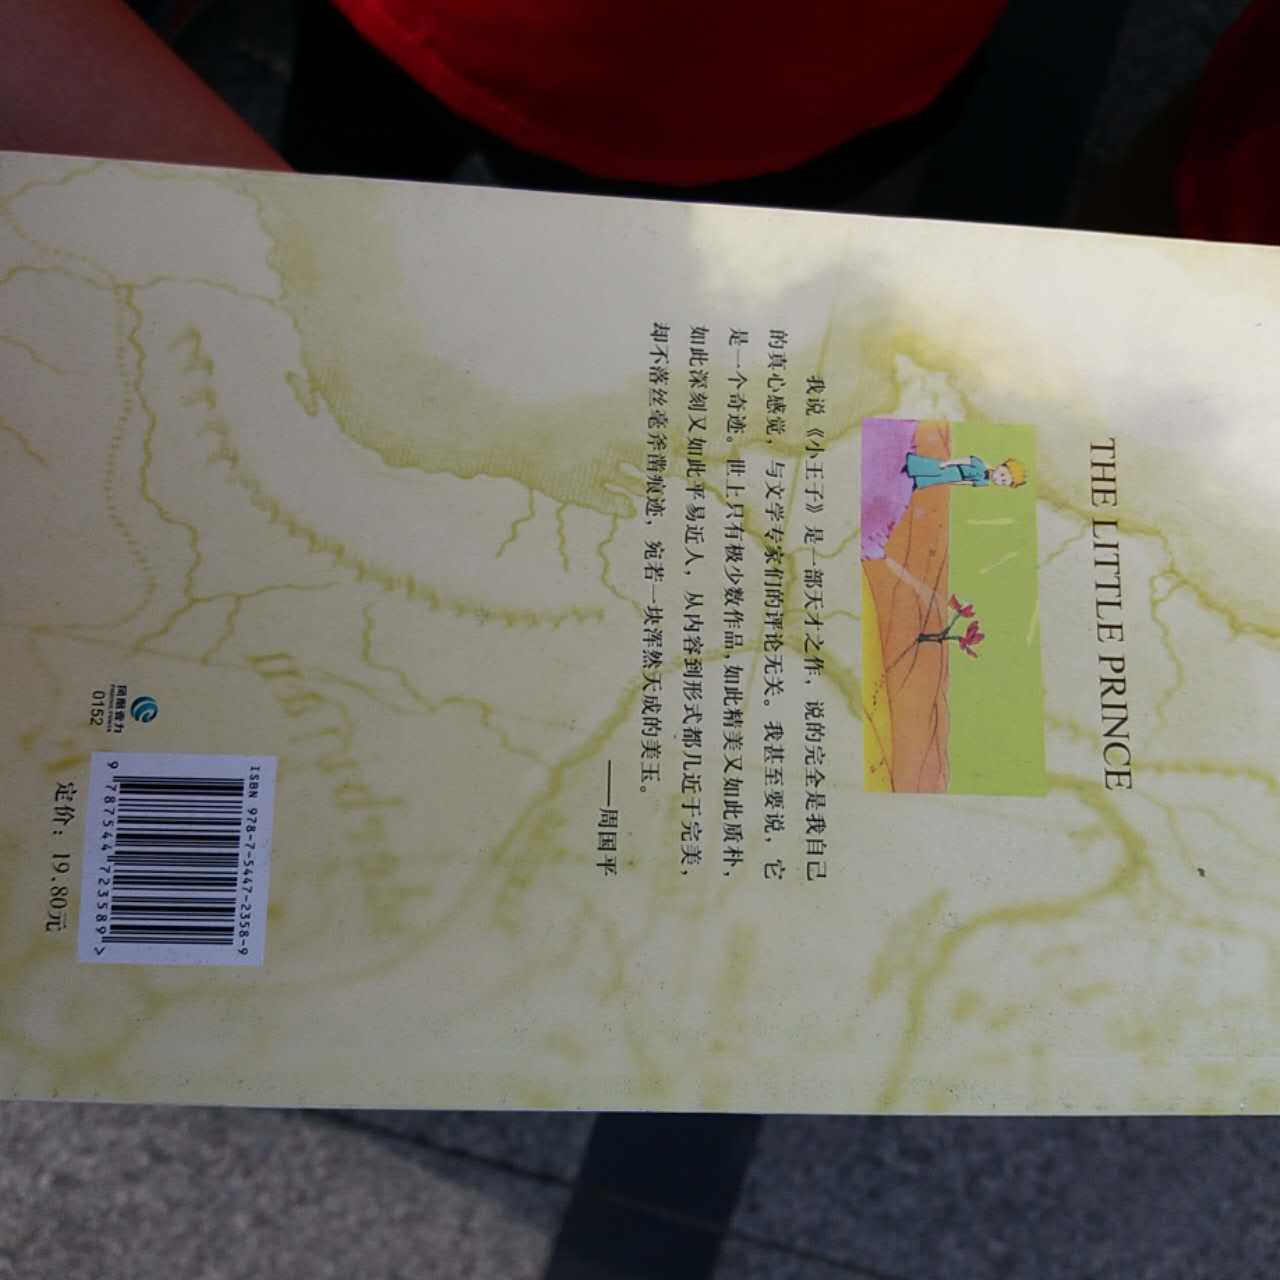 THE LITTLE PRINCE
我说《小王子》是一部天才之作，说的完全是我自己
的真心感觉，与文学专家们的评论无关。我甚至要说，它
是一个奇迹。世上只有极少数作品，如此精美又如此质朴，
如此深刻又如此平易近人，从内容到形式都几近于完美，
却不落丝毫斧凿痕迹，宛若一块浑然天成的美玉。
——周国平
凤凰壹力
0152
ISBN 978-7-5447-2358-9
9 787544 723589 >
定价：19.80元